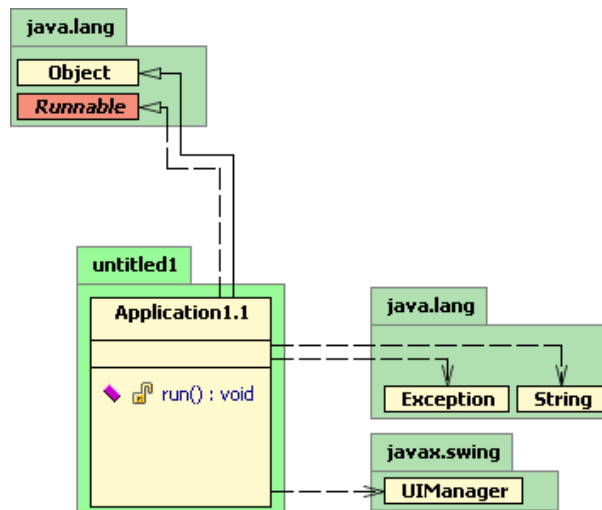 java.lang
Object
Runnable
untitled1
Application1.1
run() : void
java.lang
Exception
String
javax.swing
UIManager